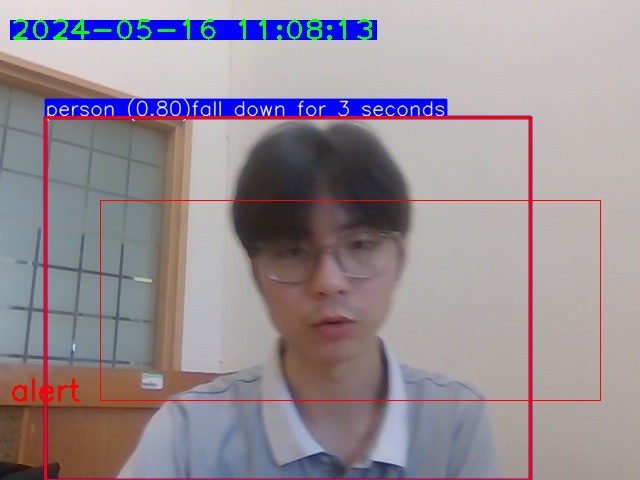 2024-05-16 11:08:13
person (0.80)fall down for 3 seconds
alert